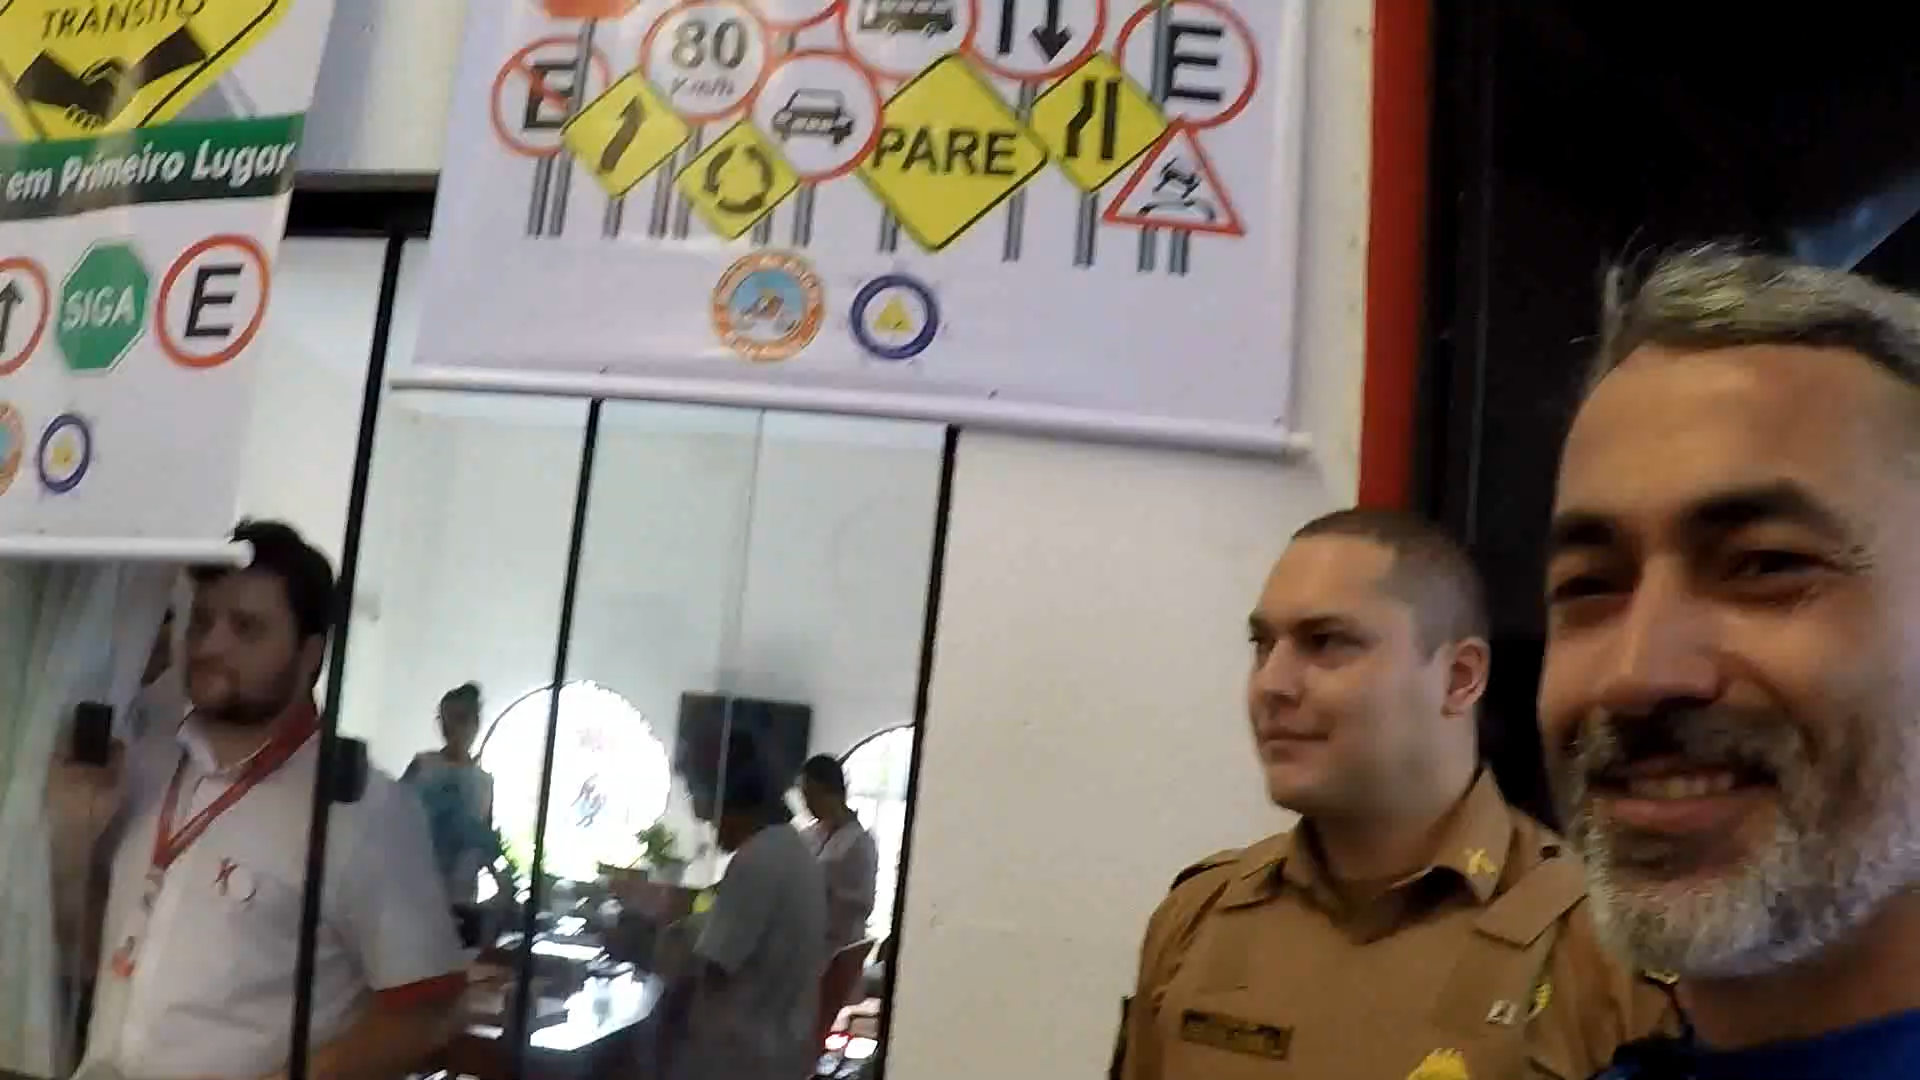 TRÂNSITO
em Primeiro Lugar
SIGA
E
E
80
Km/h
PARE
E